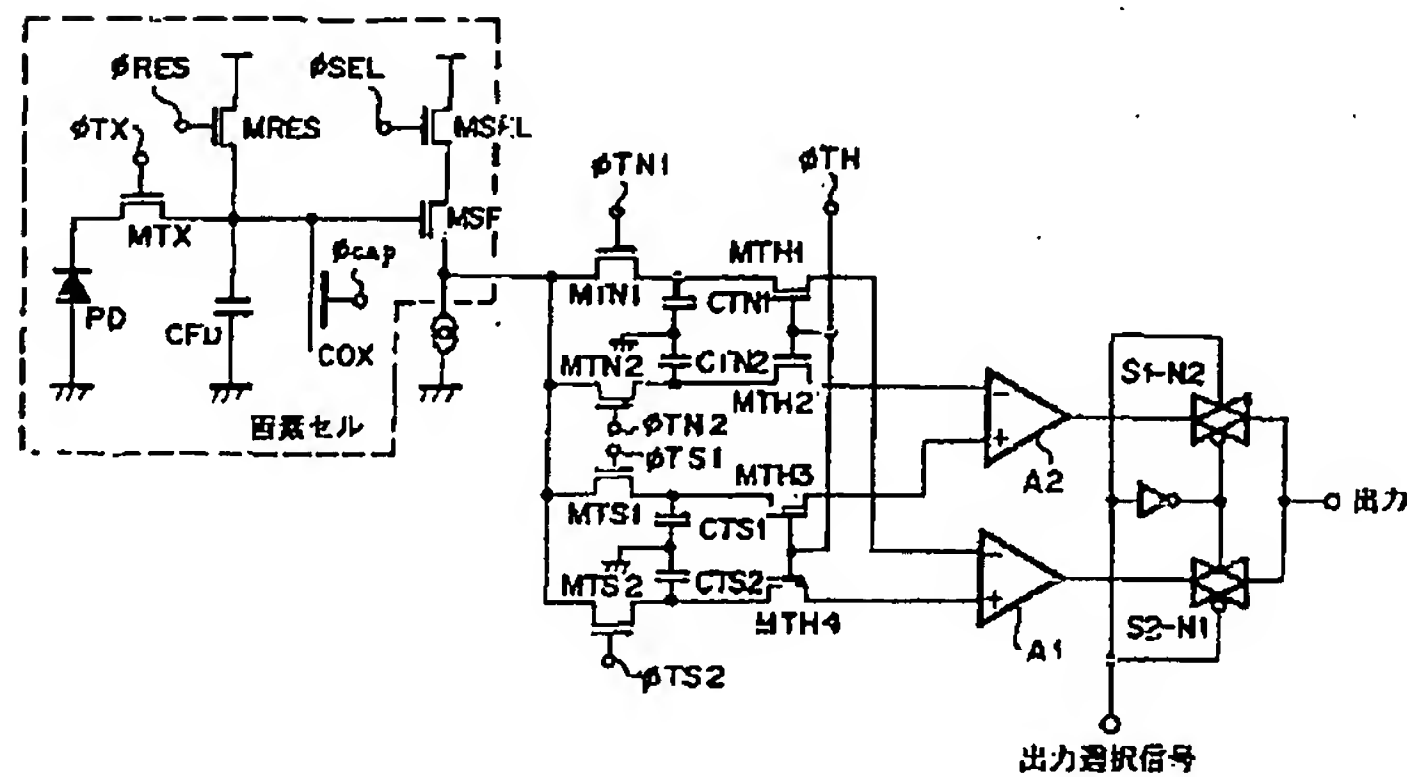 φRES
φSEL
φTX
MRES
MSEL
φTN1
φTH
MTX
MSF
φcap
MTN1
CTN1
MTH1
PD
CFD
COX
MTN2
CTN2
MTH2
S1-N2
画素セル
φTN2
φTS1
MTH3
A2
出力
MTS1
CTS1
MTS2
CTS2
MTH4
A1
S2-N1
φTS2
出力選択信号